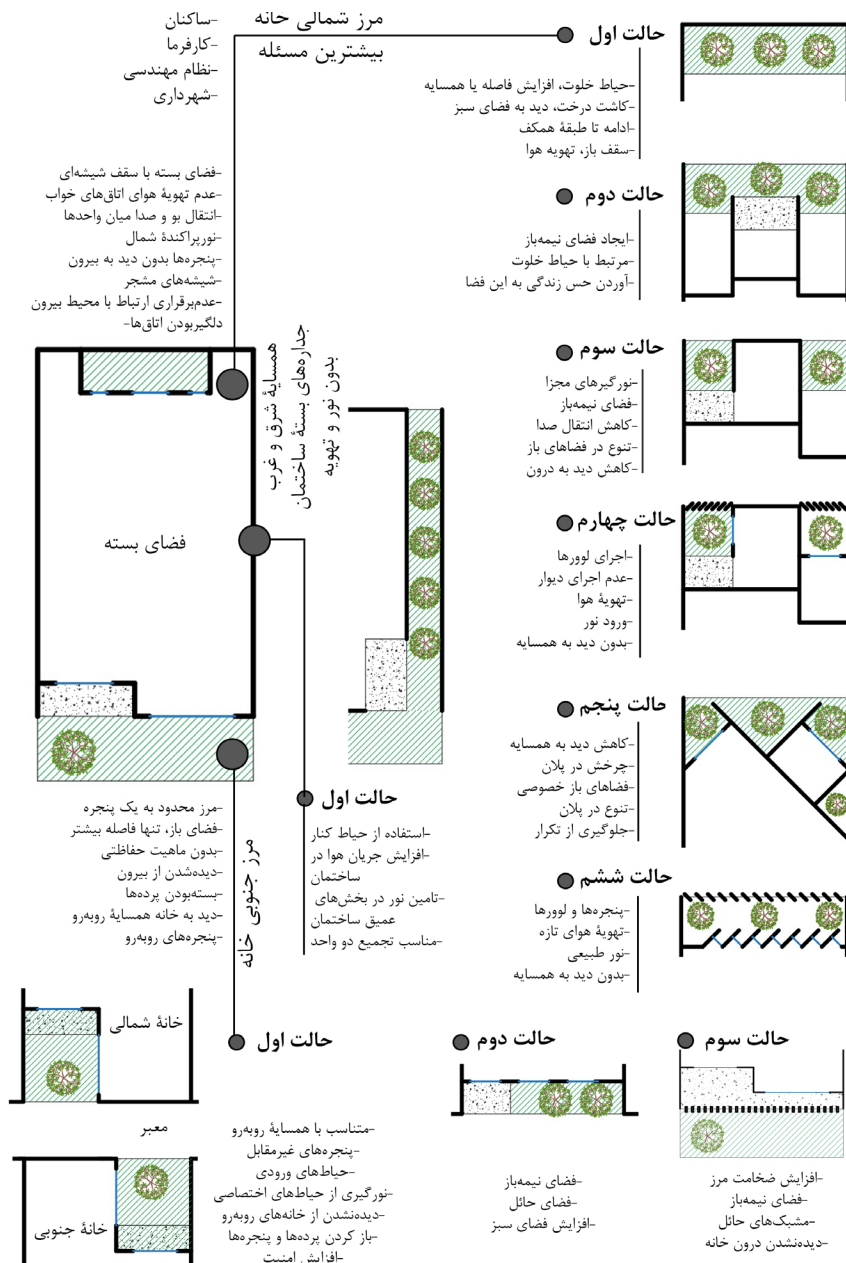 مرز شمالی خانه
بیشترین مسئله
-ساکنان
-کارفرما
-نظام مهندسی
-شهرداری
-فضای بسته با سقف شیشه‌ای
-عدم تهویهٔ هوای اتاق‌های خواب
-انتقال بو و صدا میان واحدها
-نورپراکندهٔ شمال
-پنجره‌ها بدون دید به بیرون
-شیشه‌های مشجر
-عدم‌برقراری ارتباط با محیط بیرون
دلگیربودن اتاق‌ها-
حالت اول
-حیاط خلوت، افزایش فاصله یا همسایه
-کاشت درخت، دید به فضای سبز
-ادامه تا طبقهٔ همکف
-سقف باز، تهویه هوا
حالت دوم
-ایجاد فضای نیمه‌باز
-مرتبط با حیاط خلوت
-آوردن حس زندگی به این فضا
حالت سوم
-نورگیرهای مجزا
-فضای نیمه‌باز
-کاهش انتقال صدا
-تنوع در فضاهای باز
-کاهش دید به درون
حالت چهارم
-اجرای لوورها
-عدم اجرای دیوار
-تهویهٔ هوا
-ورود نور
-بدون دید به همسایه
حالت پنجم
-کاهش دید به همسایه
-چرخش در پلان
-فضاهای باز خصوصی
-تنوع در پلان
-جلوگیری از تکرار
حالت ششم
-پنجره‌ها و لوورها
-تهویهٔ هوای تازه
-نور طبیعی
-بدون دید به همسایه
همسایهٔ شرق و غرب
جداره‌های بستهٔ ساختمان
بدون نور و تهویه
فضای بسته
حالت اول
-استفاده از حیاط کنار
-افزایش جریان هوا در
ساختمان
-تامین نور در بخش‌های
عمیق ساختمان
-مناسب تجمیع دو واحد
مرز جنوبی خانه
-مرز محدود به یک پنجره
-فضای باز، تنها فاصله بیشتر
-بدون ماهیت حفاظتی
-دیده‌شدن از بیرون
-بسته‌بودن پرده‌ها
-دید به خانه همسایهٔ روبه‌رو
-پنجره‌های روبه‌رو
خانهٔ شمالی
معبر
خانهٔ جنوبی
حالت اول
-متناسب با همسایهٔ روبه‌رو
-پنجره‌های غیرمقابل
-حیاط‌های ورودی
-نورگیری از حیاط‌های اختصاصی
-دیده‌نشدن از خانه‌های روبه‌رو
-باز کردن پرده‌ها و پنجره‌ها
-افزایش امنیت
حالت دوم
-فضای نیمه‌باز
-فضای حائل
-افزایش فضای سبز
حالت سوم
-افزایش ضخامت مرز
-فضای نیمه‌باز
-مشبک‌های حائل
-دیده‌نشدن درون خانه